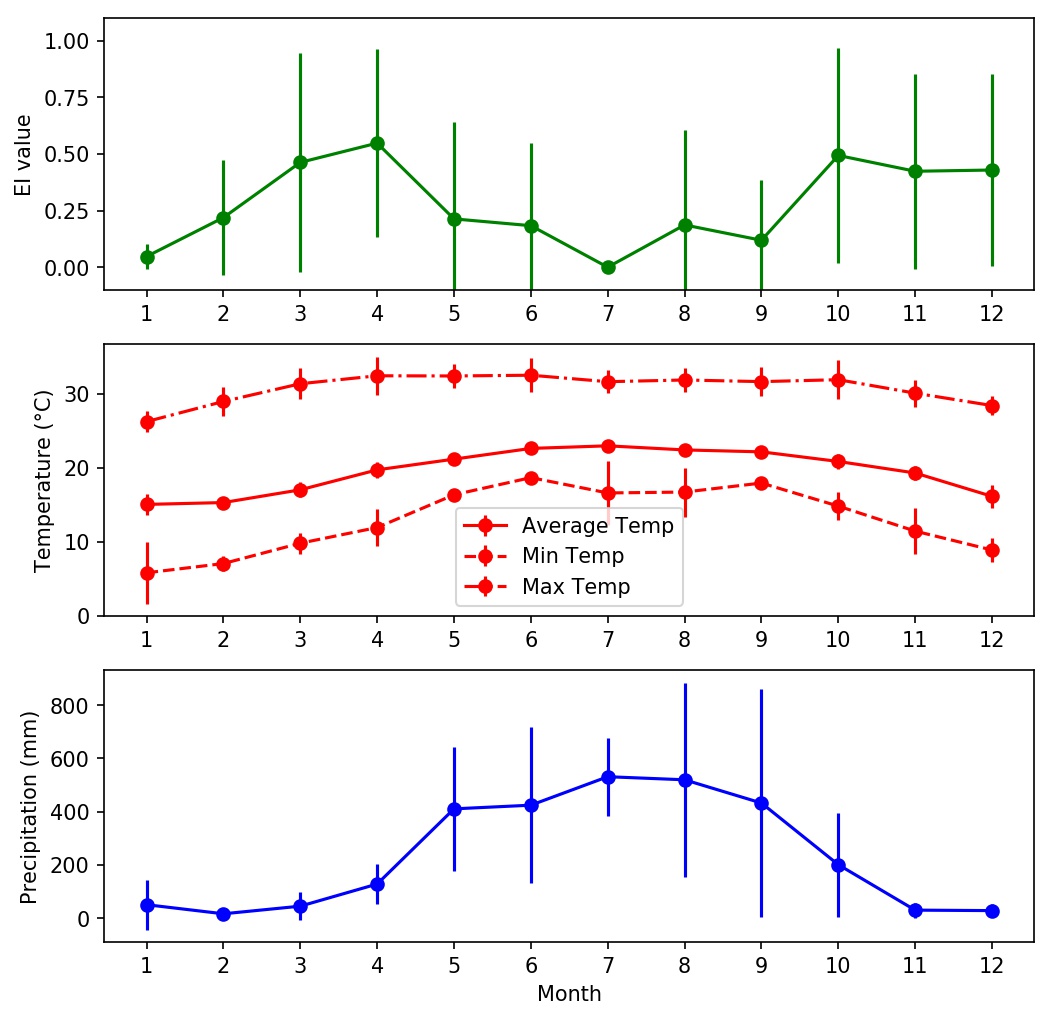 EI value
1.00
0.75
0.50
0.25
0.00
1 2 3 4 5 6 7 8 9 10 11 12
Temperature (°C)
30
20
10
0
Average Temp
Min Temp
Max Temp
1 2 3 4 5 6 7 8 9 10 11 12
Precipitation (mm)
800
600
400
200
0
1 2 3 4 5 6 7 8 9 10 11 12
Month